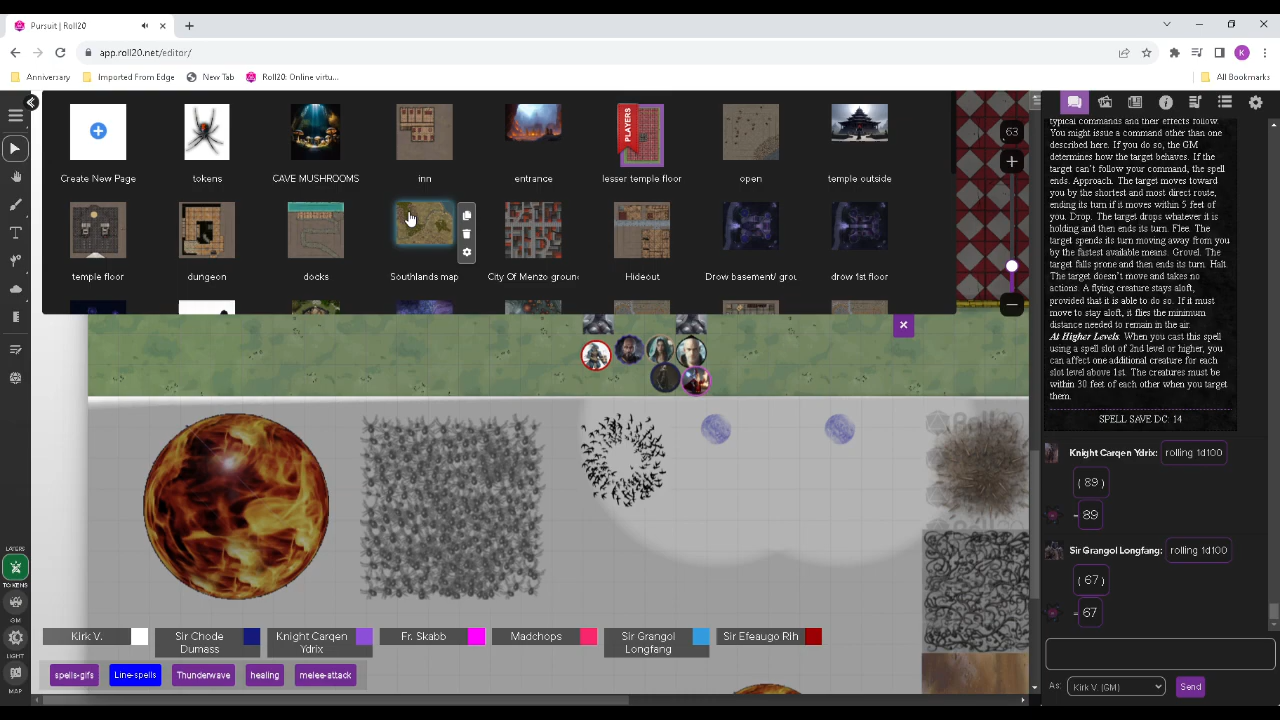 Pursuit | Roll20
app.roll20.net/editor/
K
Anniversary
Imported From Edge
New Tab
Roll20: Online virtu...
All Bookmarks
PLAYERS
Create New Page
tokens
CAVE MUSHROOMS
inn
entrance
lesser temple floor
open
temple outside
temple floor
dungeon
docks
Southlands map
City Of Menzo groun
Hideout
Drow basement/ grou
drow 1st floor
63
typical commands and their effects follow.
You might issue a command other than one
described here. If you do so, the GM
determines how the target behaves. If the
target can't follow your command, the spell
ends. Approach. The target moves toward
you by the shortest and most direct route,
ending its turn if it moves within 5 feet of
you. Drop. The target drops whatever it is
holding and then ends its turn. Flee. The
target spends its turn moving away from you
by the fastest available means. Grovel. The
target falls prone and then ends its turn. Halt.
The target doesn't move and takes no
actions. A flying creature stays aloft,
provided that it is able to do so. If it must
move to stay aloft, it flies the minimum
distance needed to remain in the air.
At Higher Levels. When you cast this spell
using a spell slot of 2nd level or higher, you
can affect one additional creature for each
slot level above 1st. The creatures must be
within 30 feet of each other when you target
them.
SPELL SAVE DC: 14
Knight Carqen Ydrix: rolling 1d100
( 89 )
=89
Sir Grangol Longfang: rolling 1d100
( 67 )
=67
LAYERS
TOKENS
GM
LIGHT
MAP
Kirk V.
Sir Chode
Dumass
Knight Carqen
Ydrix
Fr. Skabb
Madchops
Sir Grangol
Longfang
Sir Efeaugo Rih
spells-gifs
Line-spells
Thunderwave
healing
melee-attack
As: Kirk V. (GM)
Send